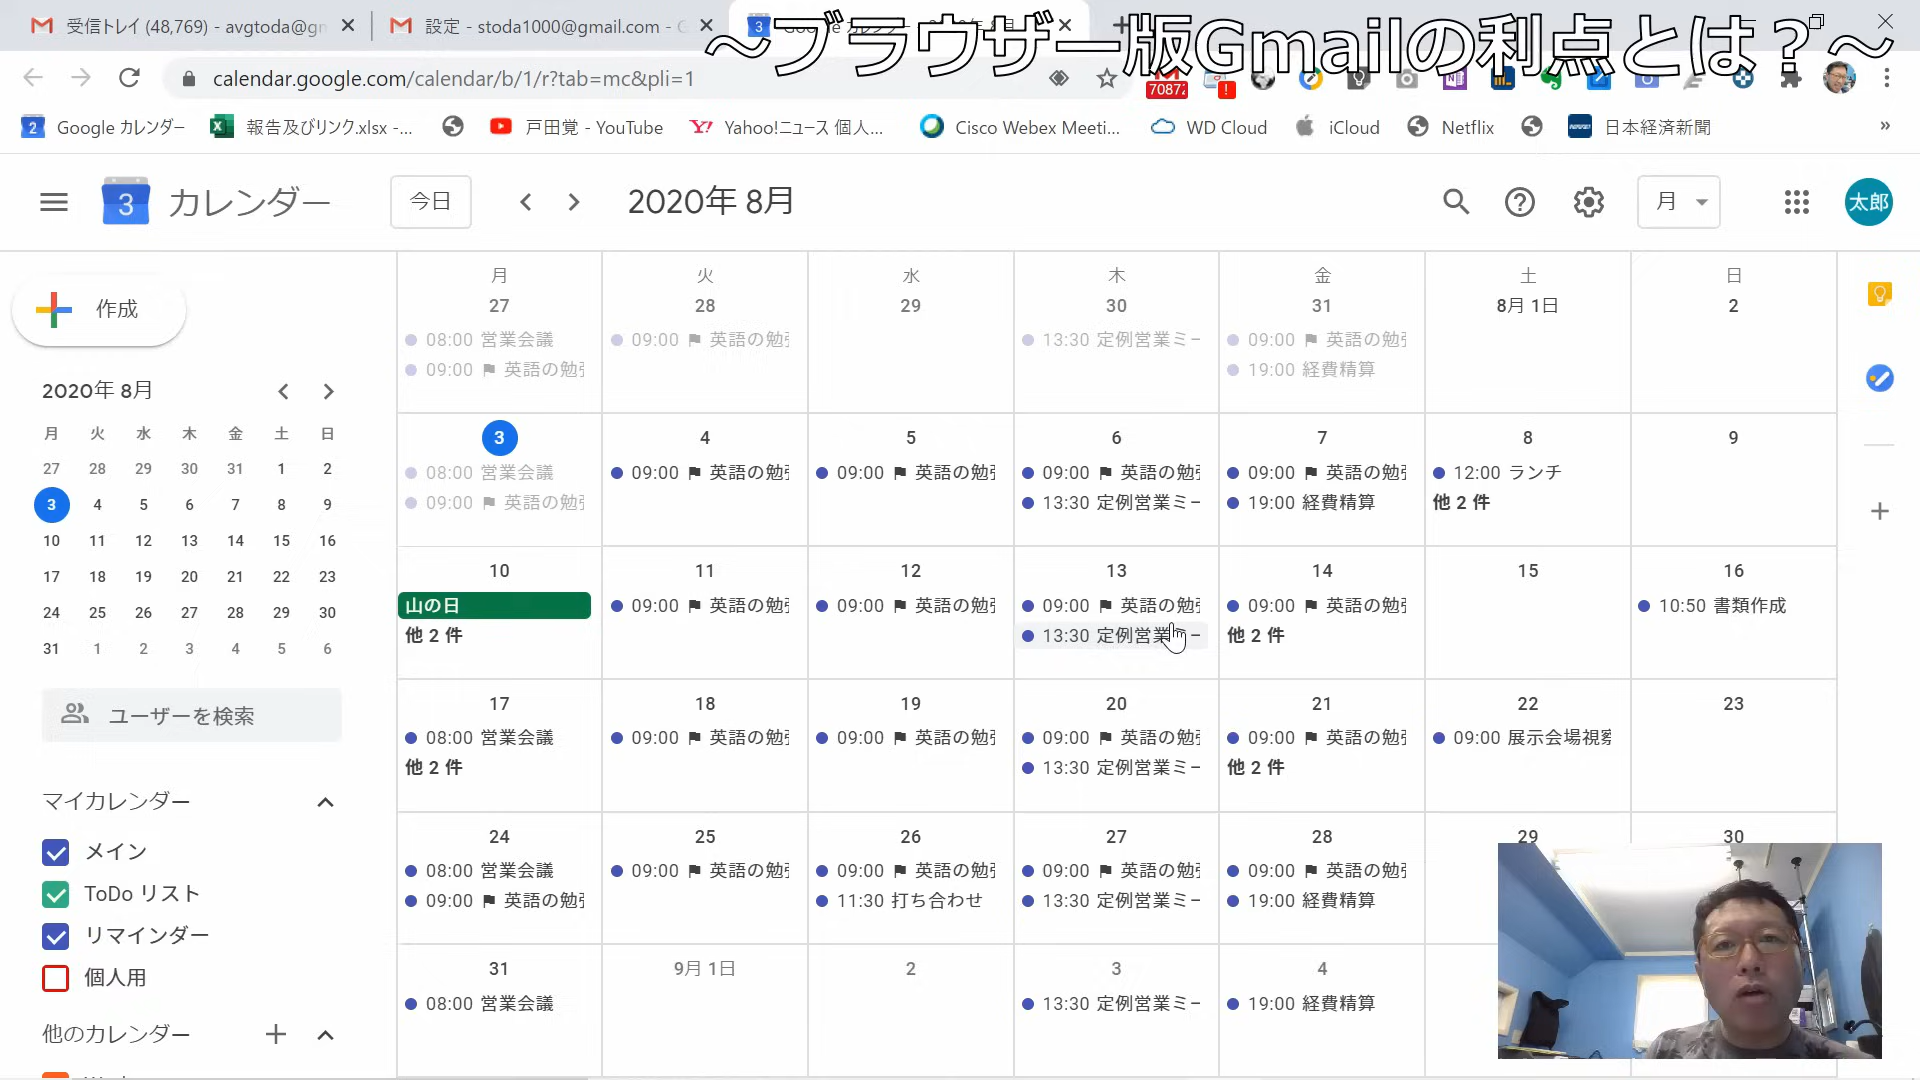 受信トレイ (48,769) - avgtoda@gm
設定 - stoda1000@gmail.com - G
～ブラウザー版Gmailの利点とは？～
calendar.google.com/calendar/b/1/r?tab=mc&pli=1
70872
Google カレンダー
報告及びリンク.xlsx -...
戸田覚 - YouTube
Yahoo!ニュース 個人...
Cisco Webex Meeti...
WD Cloud
iCloud
Netflix
日本経済新聞
»
3 カレンダー
今日
2020年 8月
月
太郎
作成
2020年 8月
月 火 水 木 金 土 日
27 28 29 30 31 1 2
3 4 5 6 7 8 9
10 11 12 13 14 15 16
17 18 19 20 21 22 23
24 25 26 27 28 29 30
31 1 2 3 4 5 6
ユーザーを検索
マイカレンダー
メイン
ToDo リスト
リマインダー
個人用
他のカレンダー
月 火 水 木 金 土 日
27 28 29 30 31 8月 1日 2
08:00 営業会議 09:00 英語の勉 13:30 定例営業ミー 09:00 英語の勉
09:00 英語の勉 19:00 経費精算
3 4 5 6 7 8 9
08:00 営業会議 09:00 英語の勉 09:00 英語の勉 09:00 英語の勉 09:00 英語の勉 12:00 ランチ
09:00 英語の勉 13:30 定例営業ミー 19:00 経費精算 他 2 件
10 11 12 13 14 15 16
山の日 09:00 英語の勉 09:00 英語の勉 09:00 英語の勉 09:00 英語の勉 10:50 書類作成
他 2 件 13:30 定例営業ミー 他 2 件
17 18 19 20 21 22 23
08:00 営業会議 09:00 英語の勉 09:00 英語の勉 09:00 英語の勉 09:00 英語の勉 09:00 展示会場視察
他 2 件 13:30 定例営業ミー 他 2 件
24 25 26 27 28 29 30
08:00 営業会議 09:00 英語の勉 09:00 英語の勉 09:00 英語の勉 09:00 英語の勉
09:00 英語の勉 11:30 打ち合わせ 13:30 定例営業ミー 19:00 経費精算
31 9月 1日 2 3 4
08:00 営業会議 13:30 定例営業ミー 19:00 経費精算